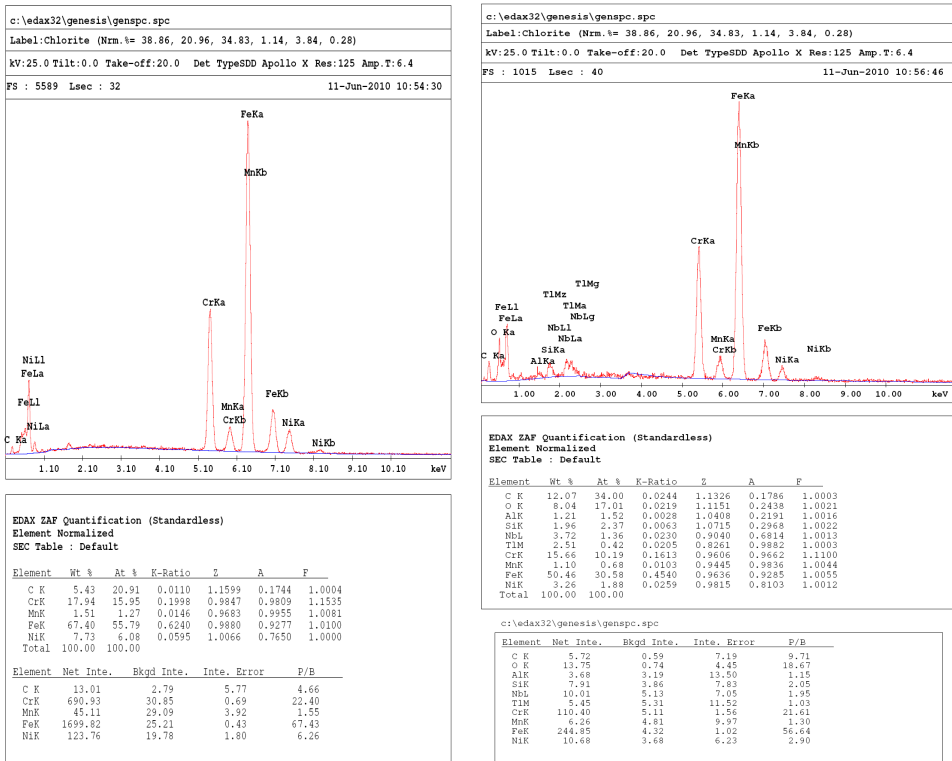 c:\edax32\genesis\genspc.spc
Label:Chlorite (Nrm.%= 38.86, 20.96, 34.83, 1.14, 3.84, 0.28)
kV:25.0 Tilt:0.0 Take-off:20.0 Det TypeSDD Apollo X Res:125 Amp.T:6.4
FS : 5589 Lsec : 32 11-Jun-2010 10:54:30
FeKa
MnKb
CrKa
NiLl
FeLa
FeLl
NiLa
C Ka
MnKa
CrKb
FeKb
NiKa
NiKb
1.10 2.10 3.10 4.10 5.10 6.10 7.10 8.10 9.10 10.10 keV
EDAX ZAF Quantification (Standardless)
Element Normalized
SEC Table : Default
Element Wt % At % K-Ratio Z A F
C K 5.43 20.91 0.0110 1.1599 0.1744 1.0004
CrK 17.94 15.95 0.1998 0.9847 0.9809 1.1535
MnK 1.51 1.27 0.0146 0.9683 0.9955 1.0081
FeK 67.40 55.79 0.6240 0.9880 0.9277 1.0100
NiK 7.73 6.08 0.0595 1.0066 0.7650 1.0000
Total 100.00 100.00
Element Net Inte. Bkgd Inte. Inte. Error P/B
C K 13.01 2.79 5.77 4.66
CrK 690.93 30.85 0.69 22.40
MnK 45.11 29.09 3.92 1.55
FeK 1699.82 25.21 0.43 67.43
NiK 123.76 19.78 1.80 6.26
c:\edax32\genesis\genspc.spc
Label:Chlorite (Nrm.%= 38.86, 20.96, 34.83, 1.14, 3.84, 0.28)
kV:25.0 Tilt:0.0 Take-off:20.0 Det TypeSDD Apollo X Res:125 Amp.T:6.4
FS : 1015 Lsec : 40 11-Jun-2010 10:56:46
FeKa
MnKb
CrKa
TlMg
TlMz
TlMa
NbLg
FeLl
FeLa
O Ka
NbLl
NbLa
SiKa
AlKa
C Ka
MnKa
CrKb
FeKb
NiKa
NiKb
1.00 2.00 3.00 4.00 5.00 6.00 7.00 8.00 9.00 10.00 keV
EDAX ZAF Quantification (Standardless)
Element Normalized
SEC Table : Default
Element Wt % At % K-Ratio Z A F
C K 12.07 34.00 0.0244 1.1326 0.1786 1.0003
O K 8.04 17.01 0.0219 1.1151 0.2438 1.0021
AlK 1.21 1.52 0.0028 1.0408 0.2191 1.0016
SiK 1.96 2.37 0.0063 1.0715 0.2968 1.0022
NbL 3.72 1.36 0.0230 0.9040 0.6814 1.0013
TlM 2.51 0.42 0.0205 0.8261 0.9882 1.0003
CrK 15.66 10.19 0.1613 0.9606 0.9662 1.1100
MnK 1.10 0.68 0.0103 0.9445 0.9836 1.0044
FeK 50.46 30.58 0.4540 0.9636 0.9285 1.0055
NiK 3.26 1.88 0.0259 0.9815 0.8103 1.0012
Total 100.00 100.00
c:\edax32\genesis\genspc.spc
Element Net Inte. Bkgd Inte. Inte. Error P/B
C K 5.72 0.59 7.19 9.71
O K 13.75 0.74 4.45 18.67
AlK 3.68 3.19 13.50 1.15
SiK 7.91 3.86 7.83 2.05
NbL 10.01 5.13 7.05 1.95
TlM 5.45 5.31 11.52 1.03
CrK 110.40 5.11 1.56 21.61
MnK 6.26 4.81 9.97 1.30
FeK 244.85 4.32 1.02 56.64
NiK 10.68 3.68 6.23 2.90